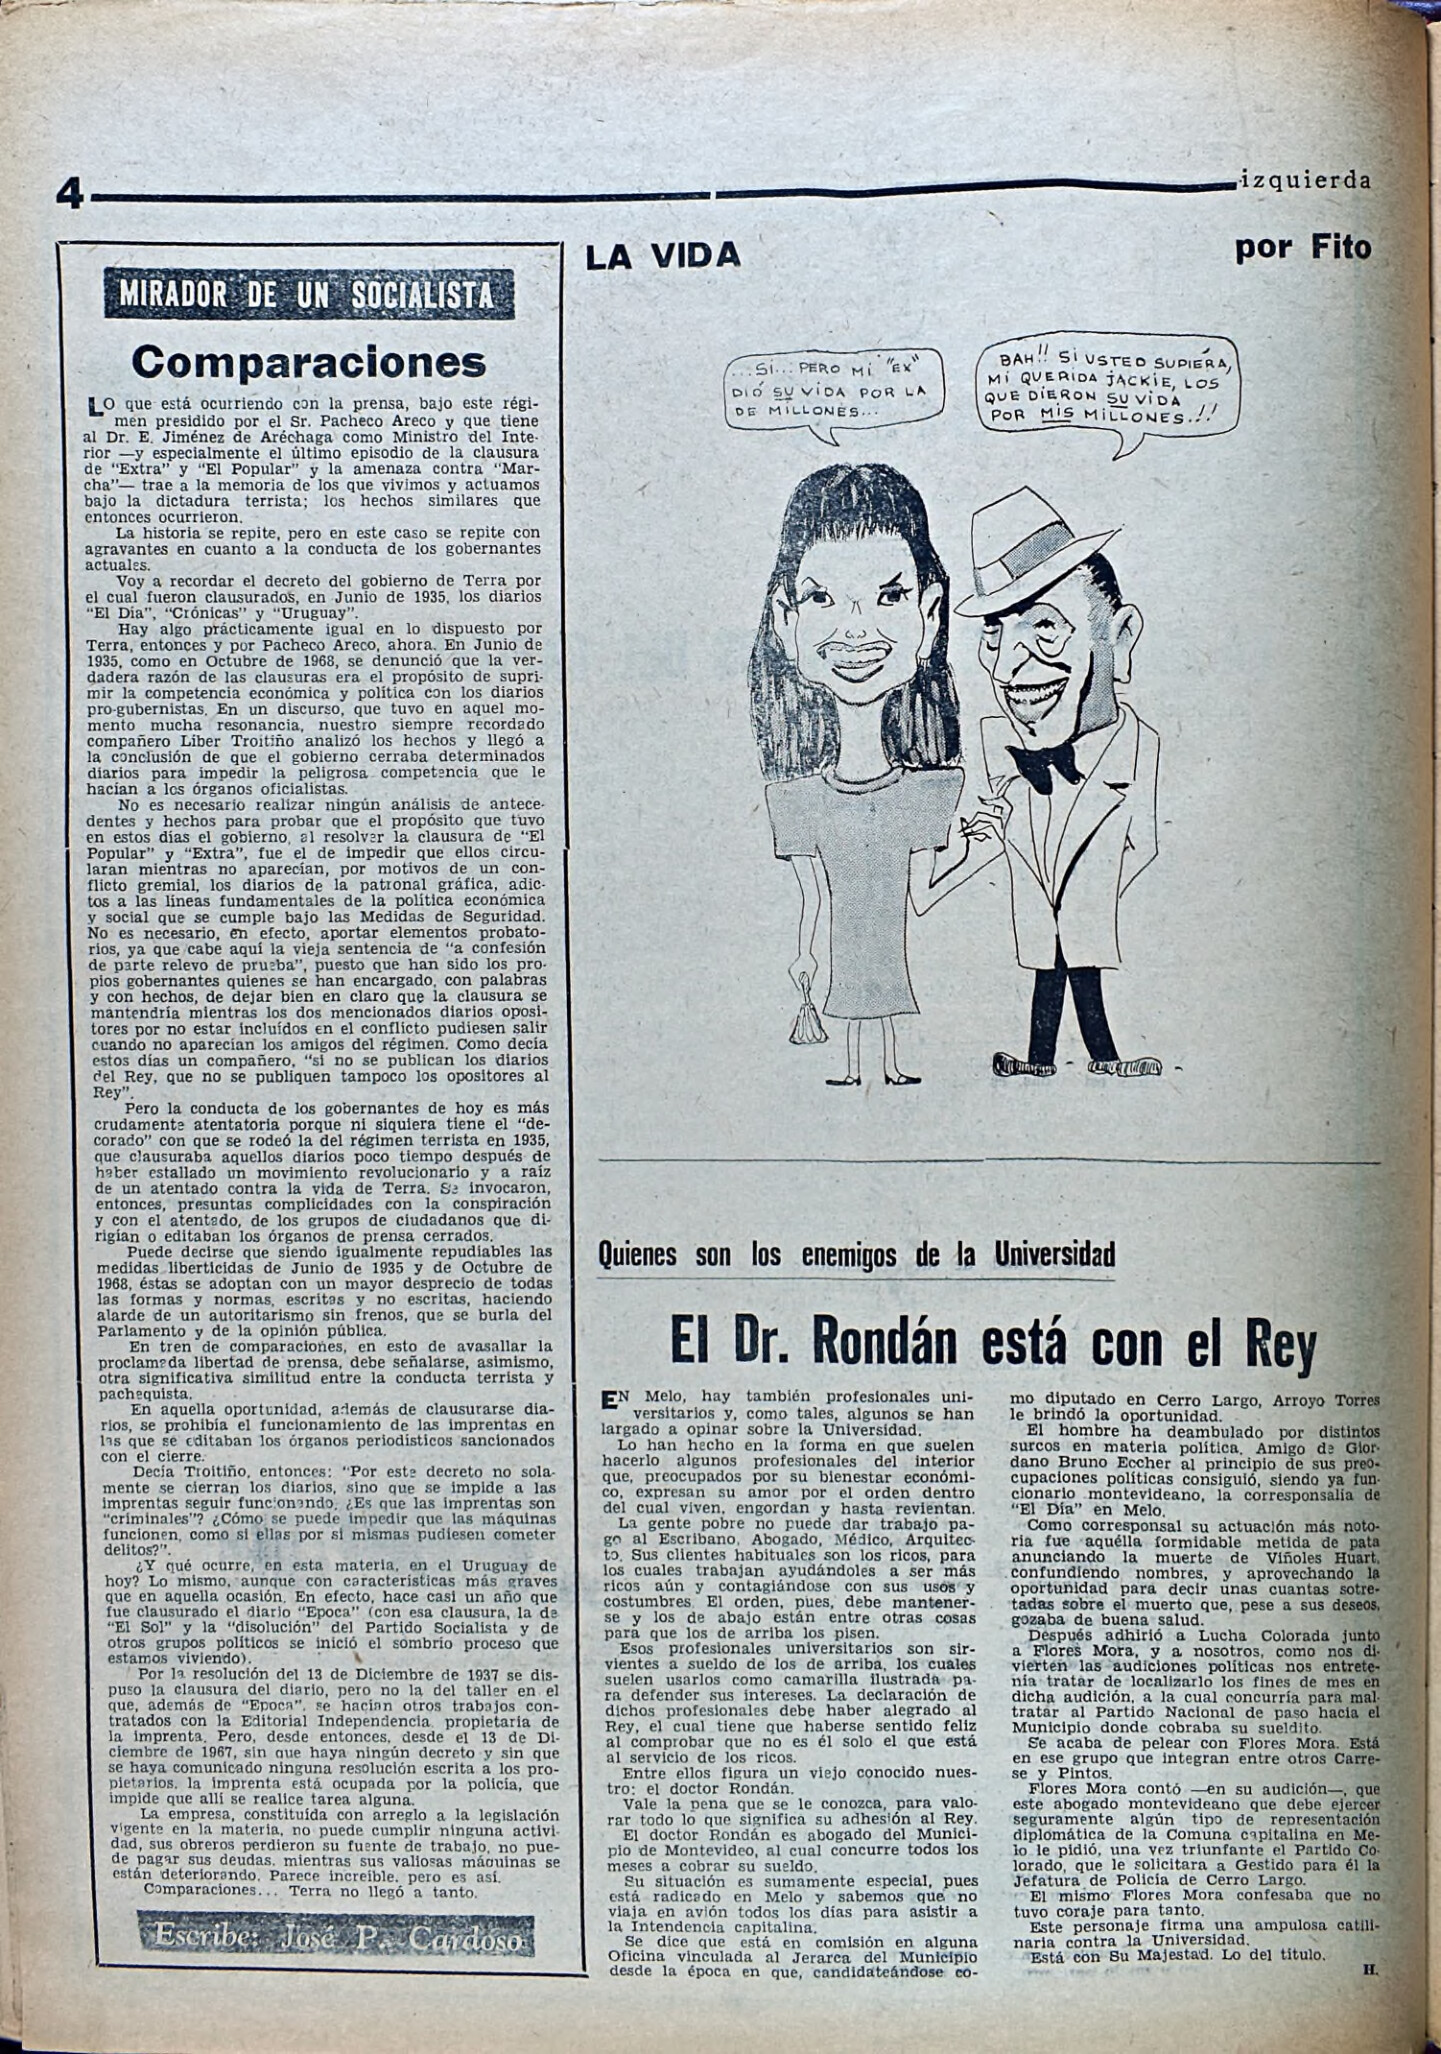 4
izquierda
MIRADOR DE UN SOCIALISTA
Comparaciones
LO que está ocurriendo con la prensa, bajo este régi-
men presidido por el Sr. Pacheco Areco y que tiene
al Dr. E. Jiménez de Aréchaga como Ministro del Inte-
rior —y especialmente el último episodio de la clausura
de "Extra" y "El Popular" y la amenaza contra "Mar-
cha"— trae a la memoria de los que vivimos y actuamos
bajo la dictadura terrista; los hechos similares que
entonces ocurrieron.
La historia se repite, pero en este caso se repite con
agravantes en cuanto a la conducta de los gobernantes
actuales.
Voy a recordar el decreto del gobierno de Terra por
el cual fueron clausurados, en Junio de 1935, los diarios
"El Día", "Crónicas" y "Uruguay".
Hay algo prácticamente igual en lo dispuesto por
Terra, entonces y por Pacheco Areco, ahora. En Junio de
1935, como en Octubre de 1968, se denunció que la ver-
dadera razón de las clausuras era el propósito de supri-
mir la competencia económica y política con los diarios
pro-gubernistas. En un discurso, que tuvo en aquel mo-
mento mucha resonancia, nuestro siempre recordado
compañero Liber Troitiño analizó los hechos y llegó a
la conclusión de que el gobierno cerraba determinados
diarios para impedir la peligrosa competencia que le
hacían a los órganos oficialistas.
No es necesario realizar ningún análisis de antece-
dentes y hechos para probar que el propósito que tuvo
en estos días el gobierno, al resolver la clausura de "El
Popular" y "Extra", fue el de impedir que ellos circu-
laran mientras no aparecían, por motivos de un con-
flicto gremial, los diarios de la patronal gráfica, adic-
tos a las líneas fundamentales de la política económica
y social que se cumple bajo las Medidas de Seguridad.
No es necesario, en efecto, aportar elementos probato-
rios, ya que cabe aquí la vieja sentencia de "a confesión
de parte relevo de prueba", puesto que han sido los pro-
pios gobernantes quienes se han encargado, con palabras
y con hechos, de dejar bien en claro que la clausura se
mantendría mientras los dos mencionados diarios oposi-
tores por no estar incluídos en el conflicto pudiesen salir
cuando no aparecían los amigos del régimen. Como decía
estos días un compañero, "si no se publican los diarios
del Rey, que no se publiquen tampoco los opositores al
Rey".
Pero la conducta de los gobernantes de hoy es más
crudamente atentatoria porque ni siquiera tiene el "de-
corado" con que se rodeó la del régimen terrista en 1935,
que clausuraba aquellos diarios poco tiempo después de
haber estallado un movimiento revolucionario y a raíz
de un atentado contra la vida de Terra. Se invocaron,
entonces, presuntas complicidades con la conspiración
y con el atentado, de los grupos de ciudadanos que di-
rigían o editaban los órganos de prensa cerrados.
Puede decirse que siendo igualmente repudiables las
medidas liberticidas de Junio de 1935 y de Octubre de
1968, éstas se adoptan con un mayor desprecio de todas
las formas y normas, escritas y no escritas, haciendo
alarde de un autoritarismo sin frenos, que se burla del
Parlamento y de la opinión pública.
En tren de comparaciones, en esto de avasallar la
proclamada libertad de prensa, debe señalarse, asimismo,
otra significativa similitud entre la conducta terrista y
pachequista.
En aquella oportunidad, además de clausurarse dia-
rios, se prohibía el funcionamiento de las imprentas en
las que se editaban los órganos periodísticos sancionados
con el cierre.
Decía Troitiño, entonces: "Por este decreto no sola-
mente se cierran los diarios, sino que se impide a las
imprentas seguir funcionando. ¿Es que las imprentas son
"criminales"? ¿Cómo se puede impedir que las máquinas
funcionen, como si ellas por si mismas pudiesen cometer
delitos?".
¿Y qué ocurre, en esta materia, en el Uruguay de
hoy? Lo mismo, aunque con características más graves
que en aquella ocasión. En efecto, hace casi un año que
fue clausurado el diario "Epoca" (con esa clausura, la de
"El Sol" y la "disolución" del Partido Socialista y de
otros grupos políticos se inició el sombrío proceso que
estamos viviendo).
Por la resolución del 13 de Diciembre de 1937 se dis-
puso la clausura del diario, pero no la del taller en el
que, además de "Epoca", se hacían otros trabajos con-
tratados con la Editorial Independencia, propietaria de
la imprenta. Pero, desde entonces, desde el 13 de Di-
ciembre de 1967, sin que haya ningún decreto y sin que
se haya comunicado ninguna resolución escrita a los pro-
pietarios, la imprenta está ocupada por la policía, que
impide que allí se realice tarea alguna.
La empresa, constituída con arreglo a la legislación
vigente en la materia, no puede cumplir ninguna activi-
dad, sus obreros perdieron su fuente de trabajo, no pue-
de pagar sus deudas, mientras sus valiosas máquinas se
están deteriorando. Parece increíble, pero es así.
Comparaciones... Terra no llegó a tanto.
Escribe: José P. Cardoso
LA VIDA
por Fito
...SI... PERO MI "EX"
DIÓ SU VIDA POR LA
DE MILLONES...
BAH!! SI USTED SUPIERA,
MI QUERIDA JACKIE, LOS
QUE DIERON SU VIDA
POR MIS MILLONES.!!
Quienes son los enemigos de la Universidad
El Dr. Rondán está con el Rey
EN Melo, hay también profesionales uni-
versitarios y, como tales, algunos se han
largado a opinar sobre la Universidad.
Lo han hecho en la forma en que suelen
hacerlo algunos profesionales del interior
que, preocupados por su bienestar económi-
co, expresan su amor por el orden dentro
del cual viven, engordan y hasta revientan.
La gente pobre no puede dar trabajo pa-
go al Escribano, Abogado, Médico, Arquitec-
to. Sus clientes habituales son los ricos, para
los cuales trabajan ayudándoles a ser más
ricos aún y contagiándose con sus usos y
costumbres. El orden, pues, debe mantener-
se y los de abajo están entre otras cosas
para que los de arriba los pisen.
Esos profesionales universitarios son sir-
vientes a sueldo de los de arriba, los cuales
suelen usarlos como camarilla ilustrada pa-
ra defender sus intereses. La declaración de
dichos profesionales debe haber alegrado al
Rey, el cual tiene que haberse sentido feliz
al comprobar que no es él solo el que está
al servicio de los ricos.
Entre ellos figura un viejo conocido nues-
tro: el doctor Rondán.
Vale la pena que se le conozca, para valo-
rar todo lo que significa su adhesión al Rey.
El doctor Rondán es abogado del Munici-
pio de Montevideo, al cual concurre todos los
meses a cobrar su sueldo.
Su situación es sumamente especial, pues
está radicado en Melo y sabemos que no
viaja en avión todos los días para asistir a
la Intendencia capitalina.
Se dice que está en comisión en alguna
Oficina vinculada al Jerarca del Municipio
desde la época en que, candidateándose co-
mo diputado en Cerro Largo, Arroyo Torres
le brindó la oportunidad.
El hombre ha deambulado por distintos
surcos en materia política. Amigo de Gior-
dano Bruno Eccher al principio de sus preo-
cupaciones políticas consiguió, siendo ya fun-
cionario montevideano, la corresponsalía de
"El Día" en Melo.
Como corresponsal su actuación más noto-
ria fue aquélla formidable metida de pata
anunciando la muerte de Viñoles Huart,
confundiendo nombres, y aprovechando la
oportunidad para decir unas cuantas sotre-
tadas sobre el muerto que, pese a sus deseos,
gozaba de buena salud.
Después adhirió a Lucha Colorada junto
a Flores Mora, y a nosotros, como nos di-
vierten las audiciones políticas nos entrete-
nía tratar de localizarlo los fines de mes en
dicha audición, a la cual concurría para mal-
tratar al Partido Nacional de paso hacia el
Municipio donde cobraba su sueldito.
Se acaba de pelear con Flores Mora. Está
en ese grupo que integran entre otros Carre-
se y Pintos.
Flores Mora contó —en su audición—, que
este abogado montevideano que debe ejercer
seguramente algún tipo de representación
diplomática de la Comuna capitalina en Me-
lo le pidió, una vez triunfante el Partido Co-
lorado, que le solicitara a Gestido para él la
Jefatura de Policía de Cerro Largo.
El mismo Flores Mora confesaba que no
tuvo coraje para tanto.
Este personaje firma una ampulosa catili-
naria contra la Universidad.
Está con Su Majestad. Lo del título.
H.